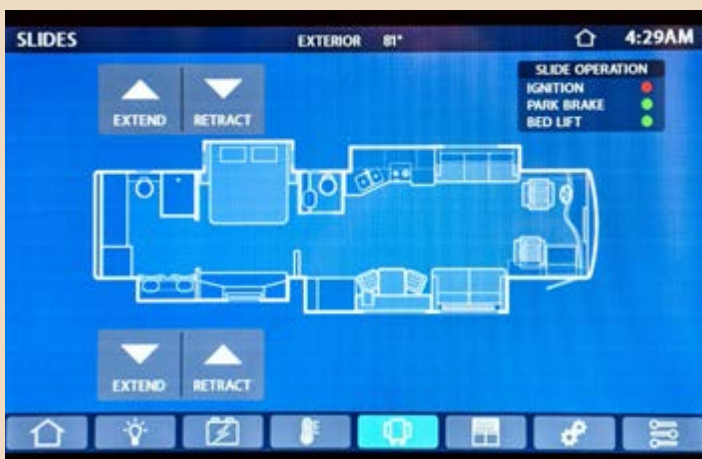 SLIDES EXTERIOR 81° 4:29AM
SLIDE OPERATION
IGNITION
PARK BRAKE
BED LIFT
EXTEND RETRACT
EXTEND RETRACT